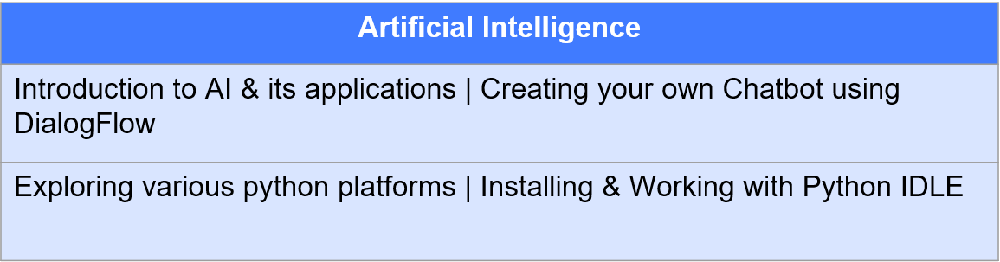 Artificial Intelligence
Introduction to AI & its applications | Creating your own Chatbot using
DialogFlow
Exploring various python platforms | Installing & Working with Python IDLE